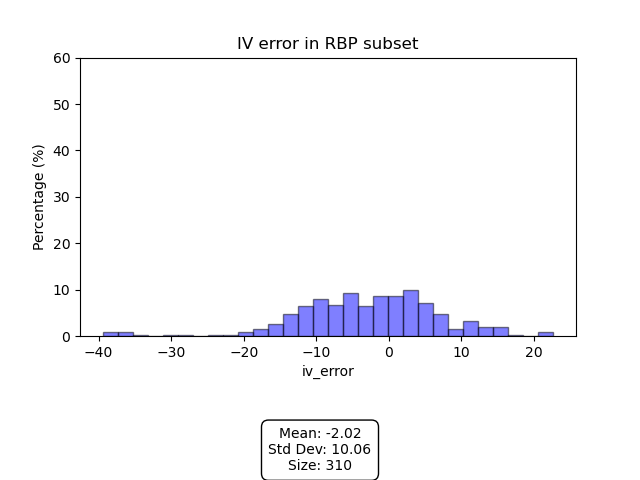 IV error in RBP subset
60
50
40
30
20
10
0
Percentage (%)
−40 −30 −20 −10 0 10 20
iv_error
Mean: -2.02
Std Dev: 10.06
Size: 310